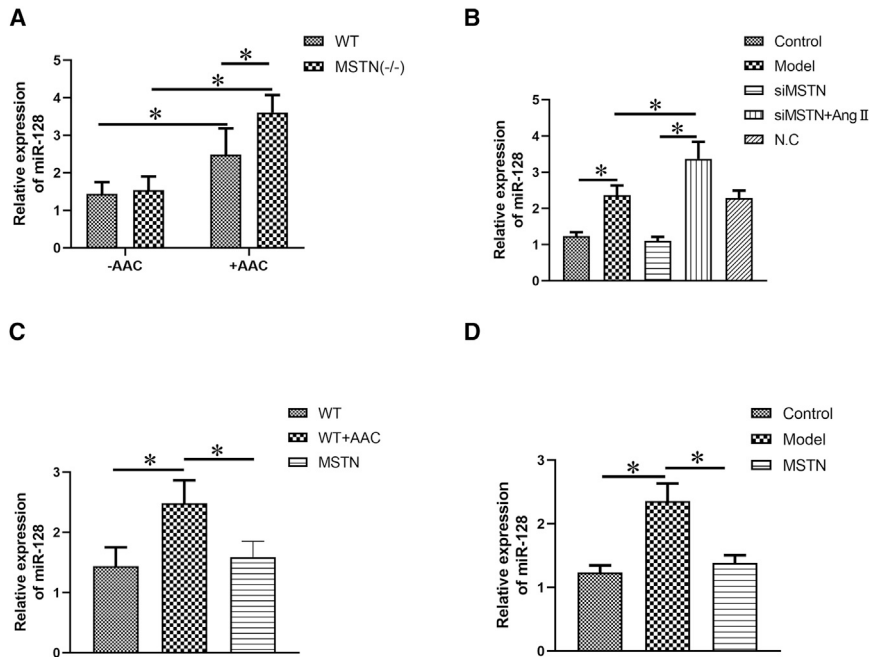 A
WT
MSTN(-/-)
Relative expression
of miR-128
5
4
3
2
1
0
*
*
*
-AAC
+AAC
B
Control
Model
siMSTN
siMSTN+Ang II
N.C
Relative expression
of miR-128
5
4
3
2
1
0
*
*
*
C
WT
WT+AAC
MSTN
Relative expression
of miR-128
3
2
1
0
*
*
D
Control
Model
MSTN
Relative expression
of miR-128
3
2
1
0
*
*